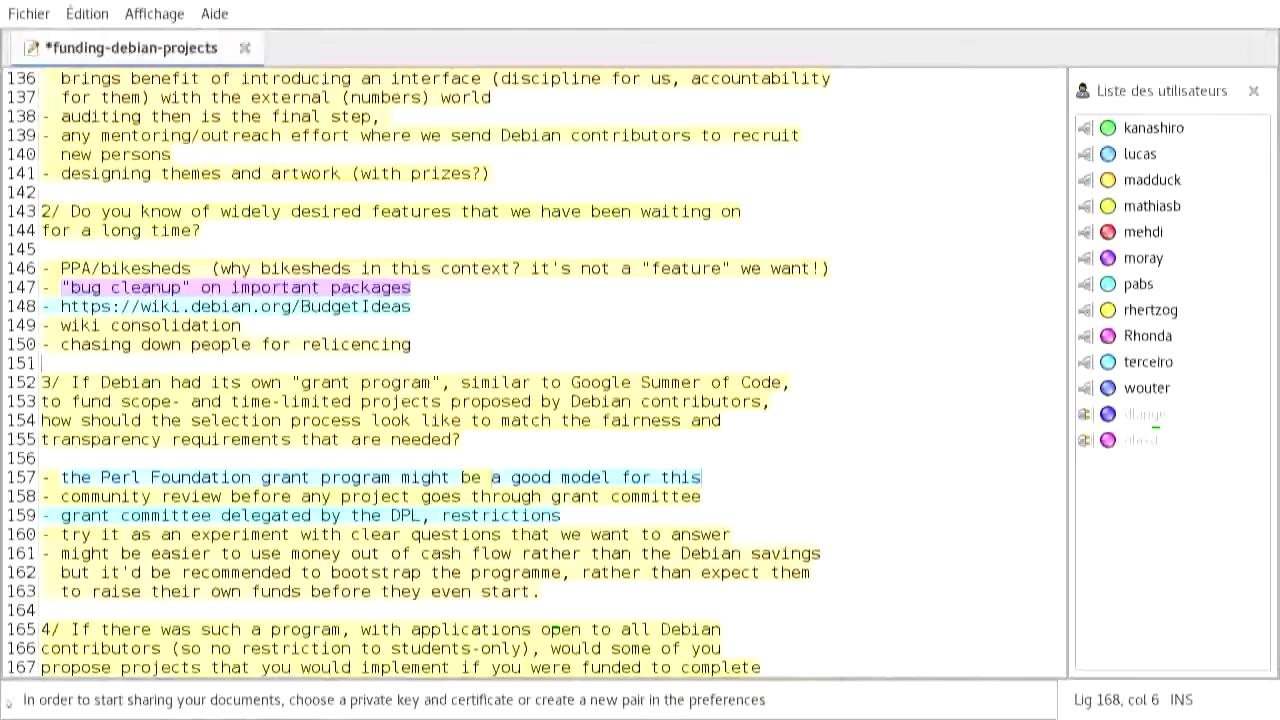 Fichier Édition Affichage Aide
*funding-debian-projects
136 brings benefit of introducing an interface (discipline for us, accountability
137 for them) with the external (numbers) world
138 - auditing then is the final step,
139 - any mentoring/outreach effort where we send Debian contributors to recruit
140 new persons
141 - designing themes and artwork (with prizes?)
142
143 2/ Do you know of widely desired features that we have been waiting on
144 for a long time?
145
146 - PPA/bikesheds (why bikesheds in this context? it's not a "feature" we want!)
147 - "bug cleanup" on important packages
148 - https://wiki.debian.org/BudgetIdeas
149 - wiki consolidation
150 - chasing down people for relicencing
151
152 3/ If Debian had its own "grant program", similar to Google Summer of Code,
153 to fund scope- and time-limited projects proposed by Debian contributors,
154 how should the selection process look like to match the fairness and
155 transparency requirements that are needed?
156
157 - the Perl Foundation grant program might be a good model for this
158 - community review before any project goes through grant committee
159 - grant committee delegated by the DPL, restrictions
160 - try it as an experiment with clear questions that we want to answer
161 - might be easier to use money out of cash flow rather than the Debian savings
162 but it'd be recommended to bootstrap the programme, rather than expect them
163 to raise their own funds before they even start.
164
165 4/ If there was such a program, with applications open to all Debian
166 contributors (so no restriction to students-only), would some of you
167 propose projects that you would implement if you were funded to complete
Liste des utilisateurs
kanashiro
lucas
madduck
mathiasb
mehdi
moray
pabs
rhertzog
Rhonda
terceiro
wouter
In order to start sharing your documents, choose a private key and certificate or create a new pair in the preferences
Lig 168, col 6 INS